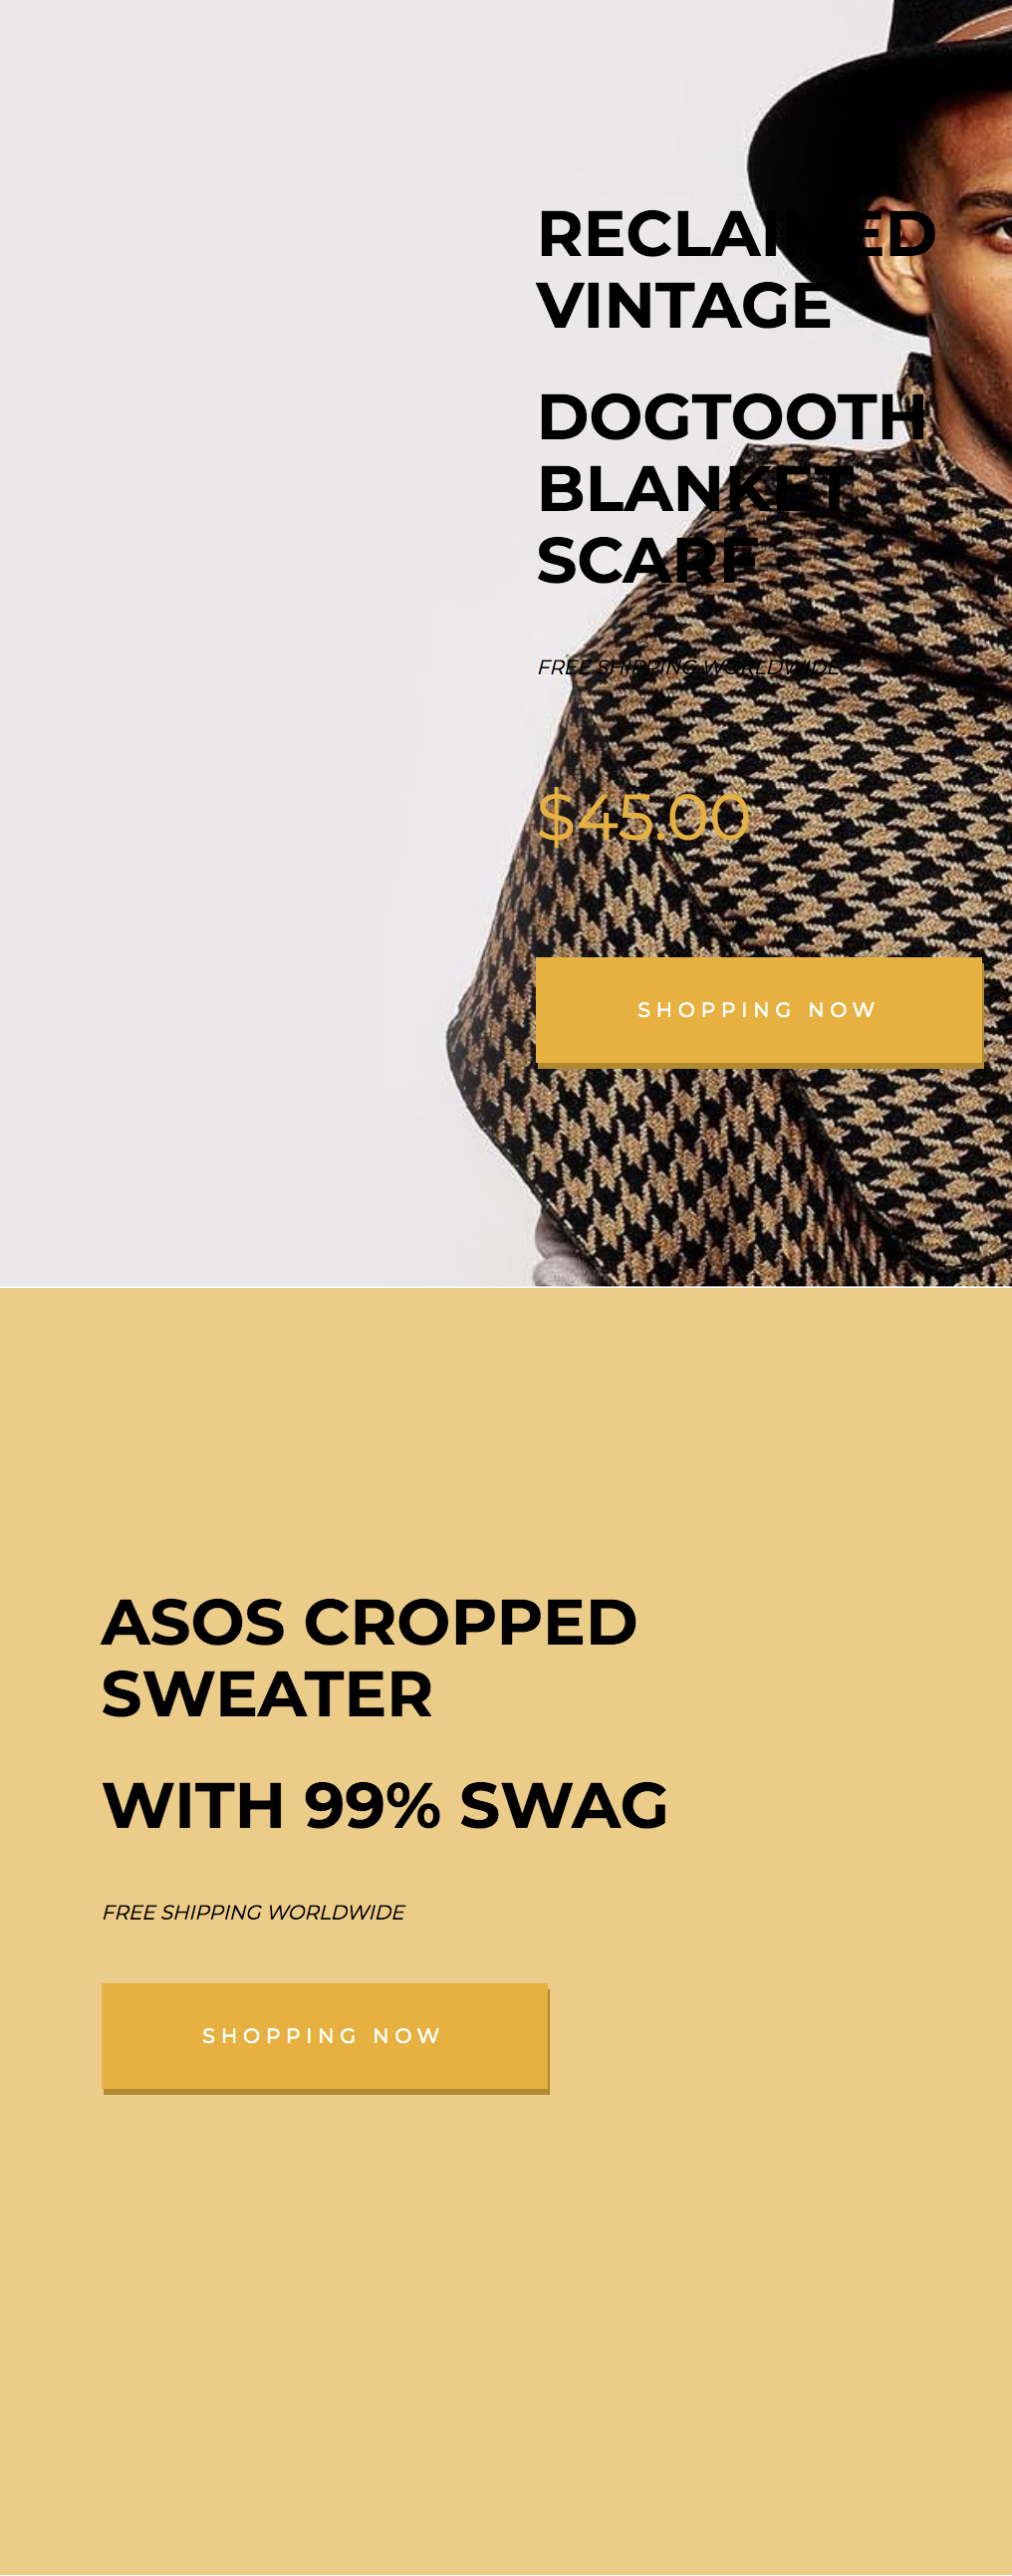 RECLAIMED
VINTAGE
DOGTOOTH
BLANKET
SCARF
FREE SHIPPING WORLDWIDE
$45.00
SHOPPING NOW
ASOS CROPPED
SWEATER
WITH 99% SWAG
FREE SHIPPING WORLDWIDE
SHOPPING NOW